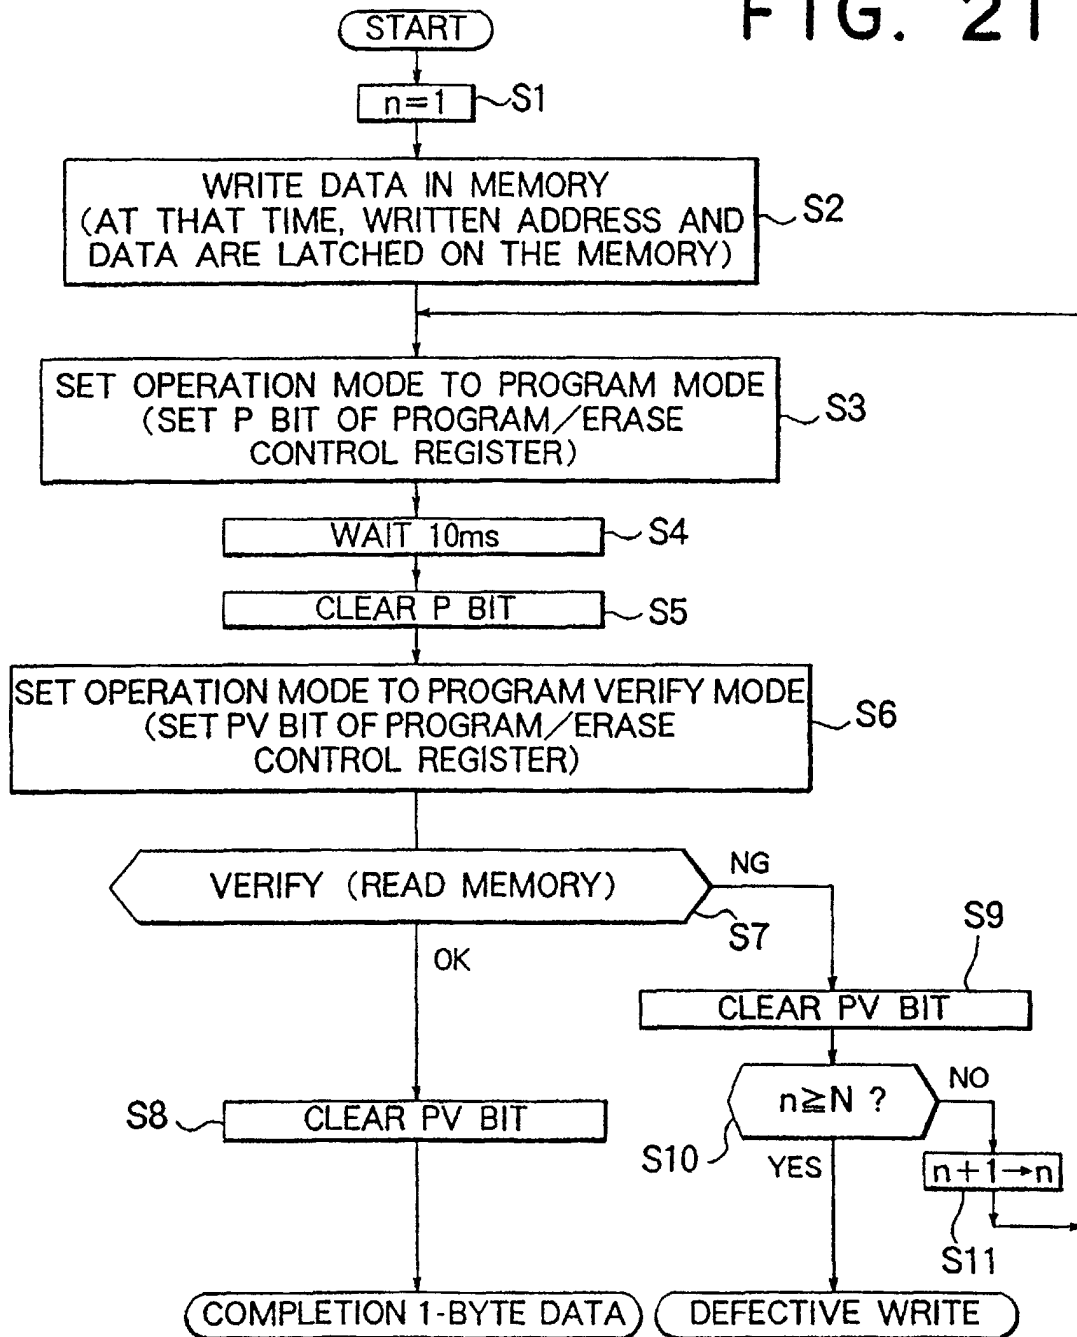 FIG. 21
START
n=1
S1
WRITE DATA IN MEMORY
(AT THAT TIME, WRITTEN ADDRESS AND
DATA ARE LATCHED ON THE MEMORY)
S2
SET OPERATION MODE TO PROGRAM MODE
(SET P BIT OF PROGRAM/ERASE
CONTROL REGISTER)
S3
WAIT 10ms
S4
CLEAR P BIT
S5
SET OPERATION MODE TO PROGRAM VERIFY MODE
(SET PV BIT OF PROGRAM/ERASE
CONTROL REGISTER)
S6
VERIFY (READ MEMORY)
NG
S7
OK
S9
CLEAR PV BIT
n≧N ?
NO
S10
YES
S8
CLEAR PV BIT
n+1→n
S11
COMPLETION 1-BYTE DATA
DEFECTIVE WRITE